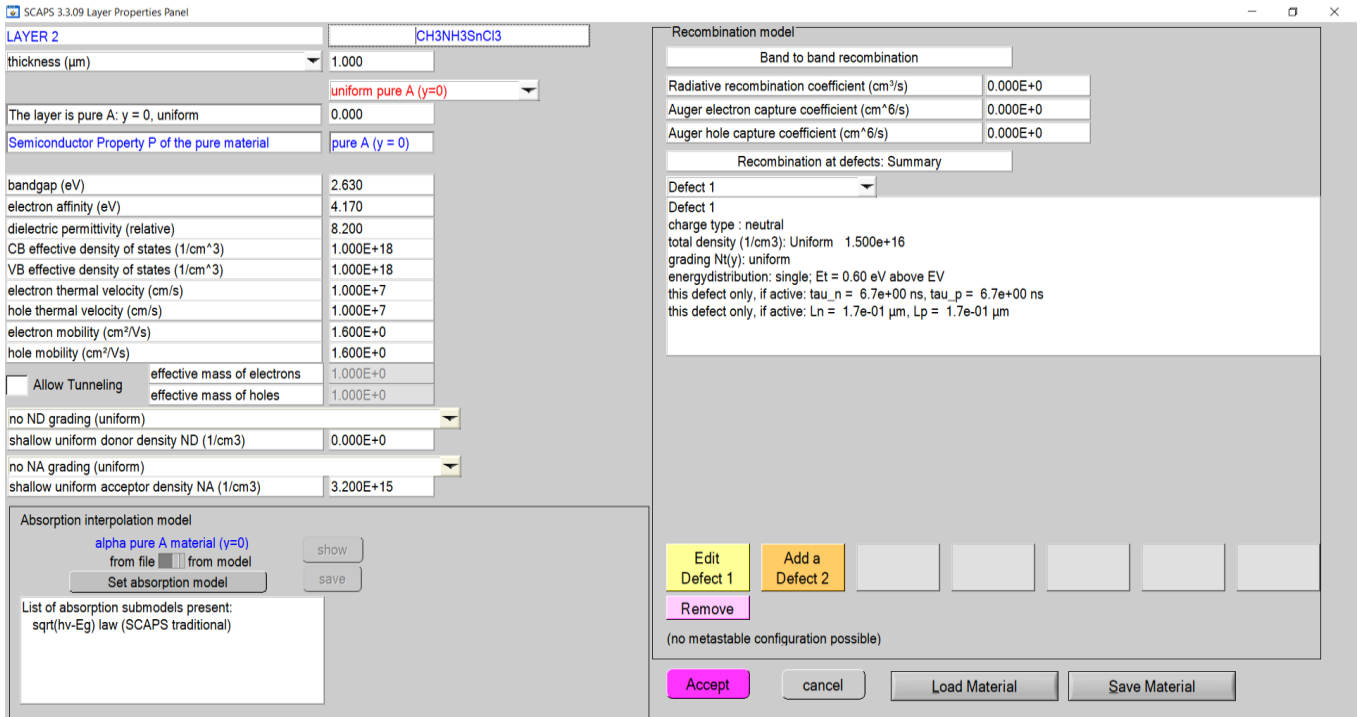 SCAPS 3.3.09 Layer Properties Panel
LAYER 2
CH3NH3SnCl3
thickness (µm)
1.000
uniform pure A (y=0)
The layer is pure A: y = 0, uniform
0.000
Semiconductor Property P of the pure material
pure A (y = 0)
bandgap (eV)
2.630
electron affinity (eV)
4.170
dielectric permittivity (relative)
8.200
CB effective density of states (1/cm^3)
1.000E+18
VB effective density of states (1/cm^3)
1.000E+18
electron thermal velocity (cm/s)
1.000E+7
hole thermal velocity (cm/s)
1.000E+7
electron mobility (cm²/Vs)
1.600E+0
hole mobility (cm²/Vs)
1.600E+0
Allow Tunneling
effective mass of electrons
1.000E+0
effective mass of holes
1.000E+0
no ND grading (uniform)
shallow uniform donor density ND (1/cm3)
0.000E+0
no NA grading (uniform)
shallow uniform acceptor density NA (1/cm3)
3.200E+15
Absorption interpolation model
alpha pure A material (y=0)
from file
from model
show
Set absorption model
save
List of absorption submodels present:
sqrt(hv-Eg) law (SCAPS traditional)
Recombination model
Band to band recombination
Radiative recombination coefficient (cm³/s)
0.000E+0
Auger electron capture coefficient (cm^6/s)
0.000E+0
Auger hole capture coefficient (cm^6/s)
0.000E+0
Recombination at defects: Summary
Defect 1
Defect 1
charge type : neutral
total density (1/cm3): Uniform 1.500e+16
grading Nt(y): uniform
energydistribution: single; Et = 0.60 eV above EV
this defect only, if active: tau_n = 6.7e+00 ns, tau_p = 6.7e+00 ns
this defect only, if active: Ln = 1.7e-01 µm, Lp = 1.7e-01 µm
Edit
Defect 1
Add a
Defect 2
Remove
(no metastable configuration possible)
Accept
cancel
Load Material
Save Material